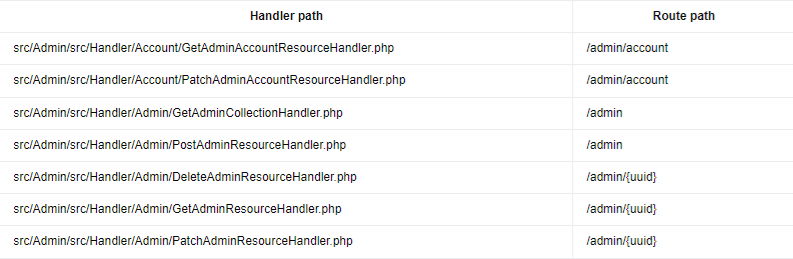 Handler path Route path
src/Admin/src/Handler/Account/GetAdminAccountResourceHandler.php /admin/account
src/Admin/src/Handler/Account/PatchAdminAccountResourceHandler.php /admin/account
src/Admin/src/Handler/Admin/GetAdminCollectionHandler.php /admin
src/Admin/src/Handler/Admin/PostAdminResourceHandler.php /admin
src/Admin/src/Handler/Admin/DeleteAdminResourceHandler.php /admin/{uuid}
src/Admin/src/Handler/Admin/GetAdminResourceHandler.php /admin/{uuid}
src/Admin/src/Handler/Admin/PatchAdminResourceHandler.php /admin/{uuid}